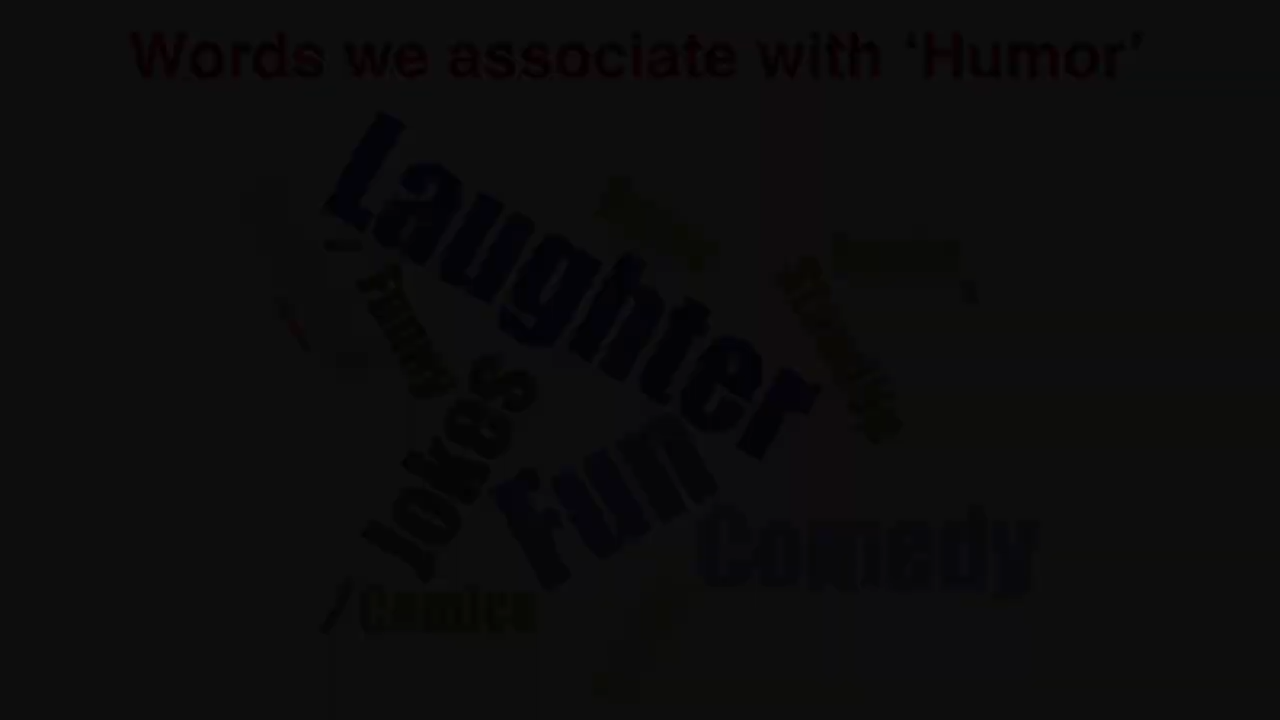 Words we associate with ‘Humor’
Laughter
Funny
Jokes
Fun
Comedy
Comics